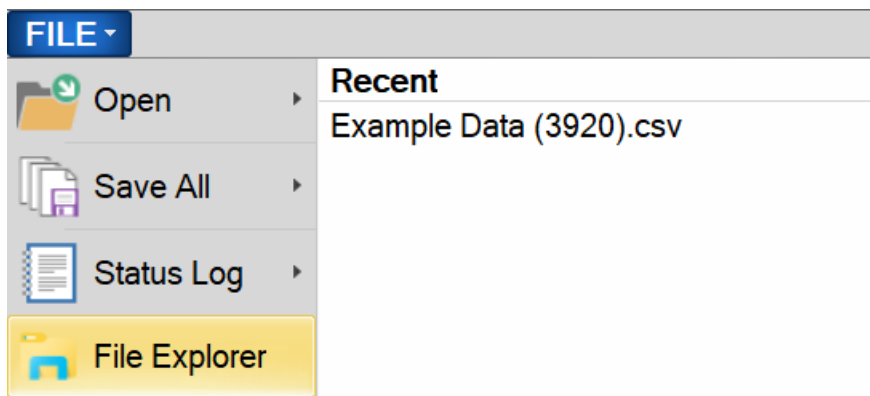 FILE
Open
Save All
Status Log
File Explorer
Recent
Example Data (3920).csv